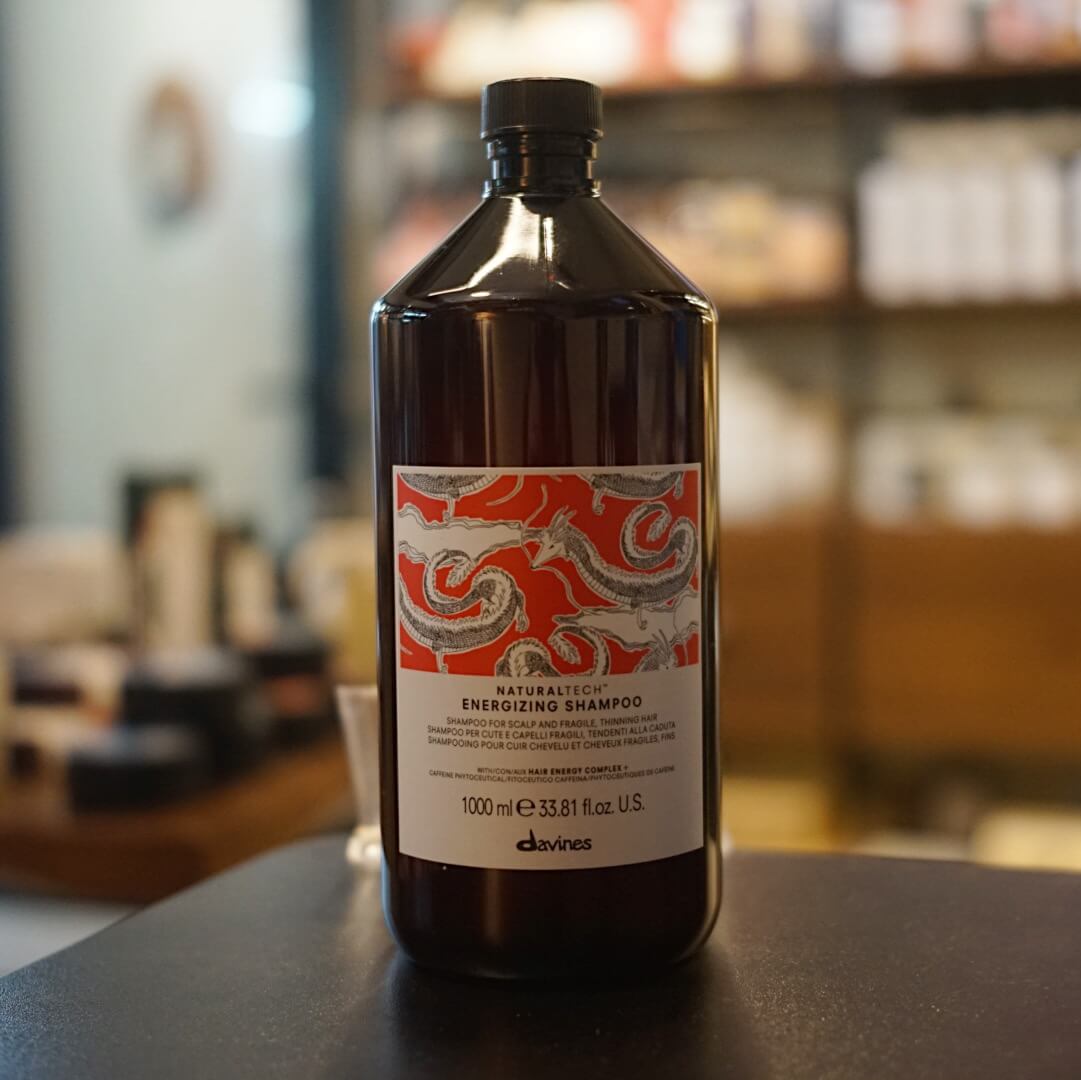 NATURALTECH™
ENERGIZING SHAMPOO
SHAMPOO FOR SCALP AND FRAGILE, THINNING HAIR
SHAMPOO PER CUTE E CAPELLI FRAGILI, TENDENTI ALLA CADUTA
SHAMPOOING POUR CUIR CHEVELU ET CHEVEUX FRAGILES, FINS
WITH/CON/AUX HAIR ENERGY COMPLEX +
CAFFEINE PHYTOCEUTICAL/FITOCEUTICO CAFFEINA/PHYTOCEUTIQUES DE CAFEINE
1000 ml ℮ 33.81 fl.oz. U.S.
davines